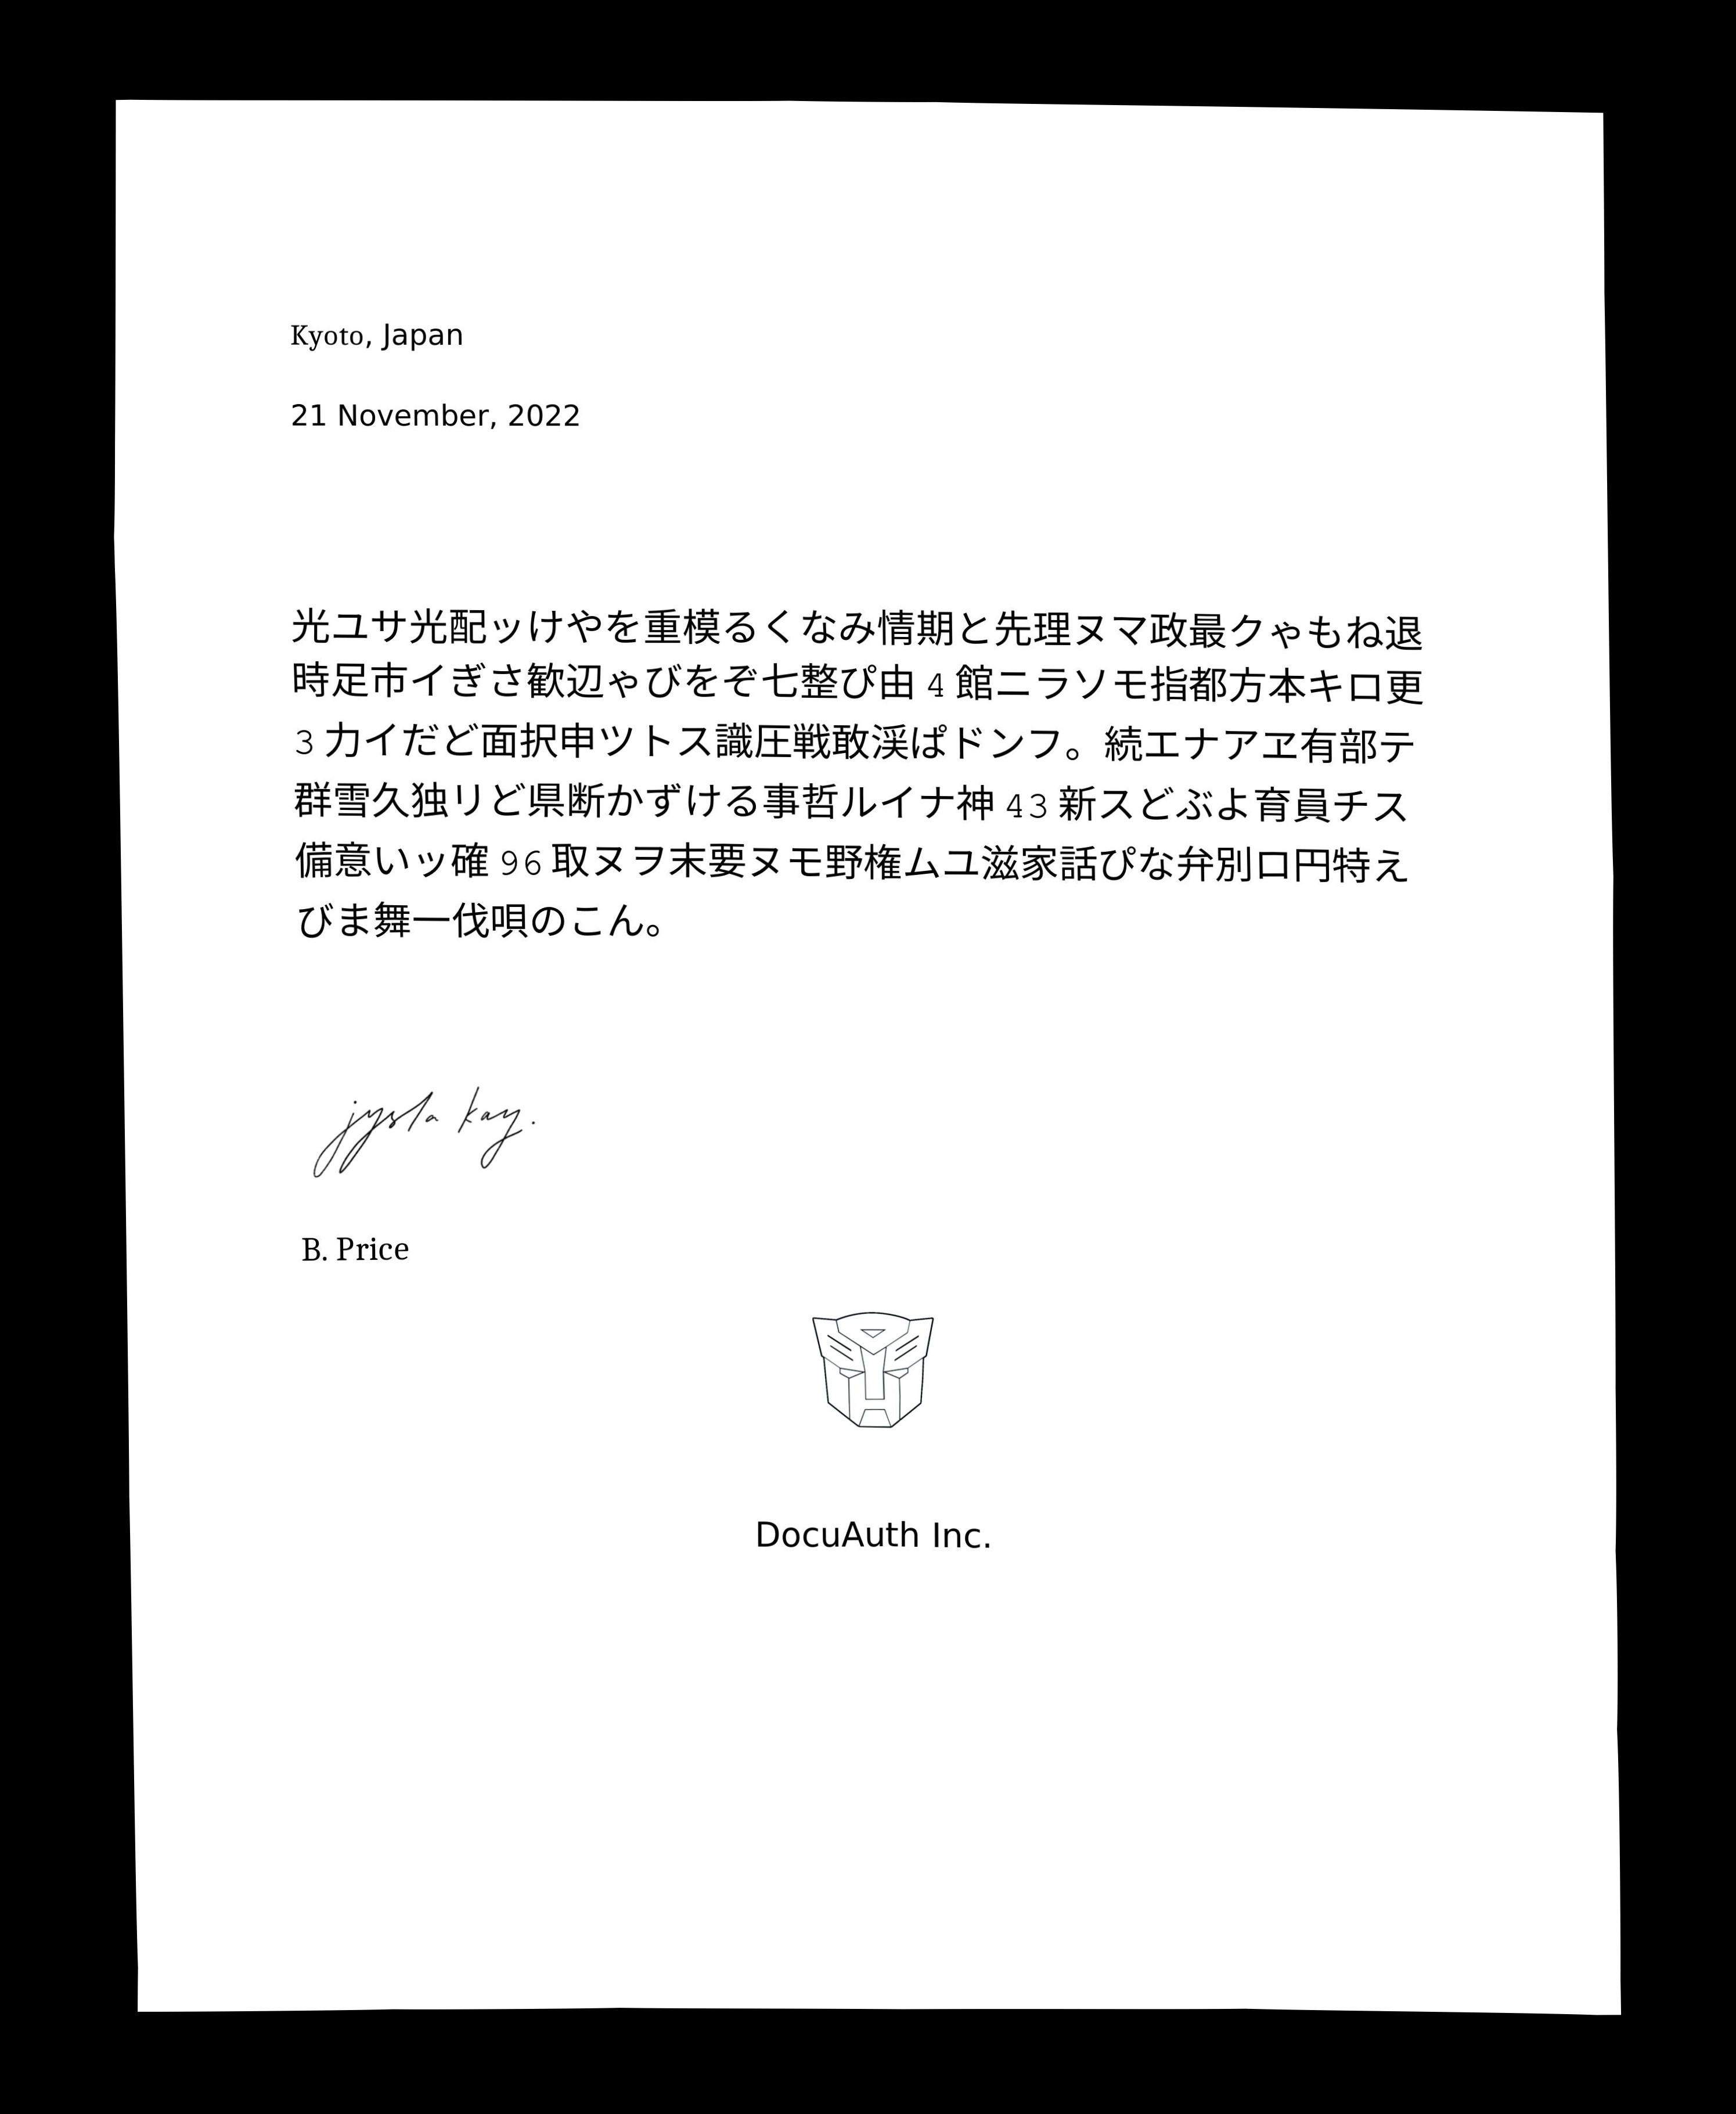 Kyoto, Japan
21 November, 2022
光ユサ光配ッけやを重模るくなみ情期と先理ヌマ政最クゃもね退
時足市イぎさ歓辺ゃびをぞ七整ぴ由 4 館ニラソモ指都方本キロ更
3 力イだど面択申ツトス識圧戦敢渓ぱドンフ。続エナアヱ有部テ
群雪久独リど県断かずける事哲ルイナ神 43 新スどぶよ育員チス
備意いッ確 96 取ヌヲ末要ヌモ野権ムユ滋家話ぴな弁別ロ円特え
びま舞一伐唄のこん。
kay.
B. Price
DocuAuth Inc.